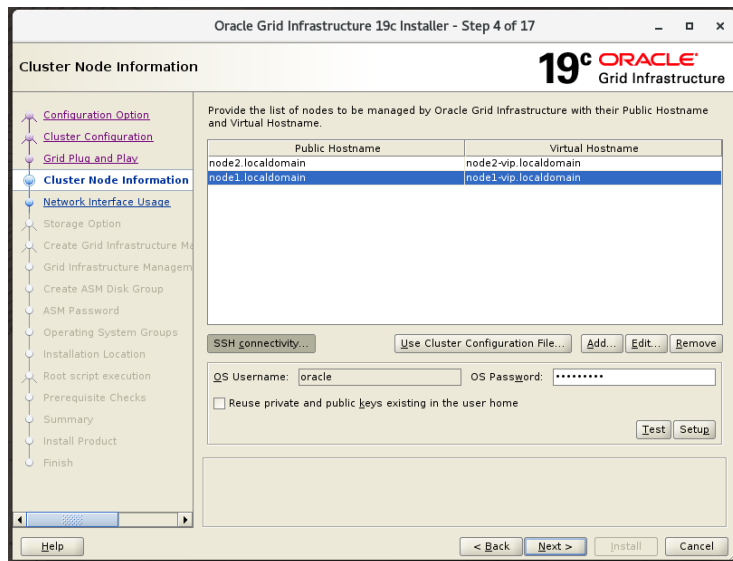 Oracle Grid Infrastructure 19c Installer - Step 4 of 17
Cluster Node Information
19c ORACLE
Grid Infrastructure
Configuration Option
Cluster Configuration
Grid Plug and Play
Cluster Node Information
Network Interface Usage
Storage Option
Create Grid Infrastructure Ma
Grid Infrastructure Managem
Create ASM Disk Group
ASM Password
Operating System Groups
Installation Location
Root script execution
Prerequisite Checks
Summary
Install Product
Finish
Provide the list of nodes to be managed by Oracle Grid Infrastructure with their Public Hostname
and Virtual Hostname.
Public Hostname Virtual Hostname
node2.localdomain node2-vip.localdomain
node1.localdomain node1-vip.localdomain
SSH connectivity... Use Cluster Configuration File... Add... Edit... Remove
OS Username: oracle OS Password: •••••••••
Reuse private and public keys existing in the user home
Test Setup
Help < Back Next > Install Cancel